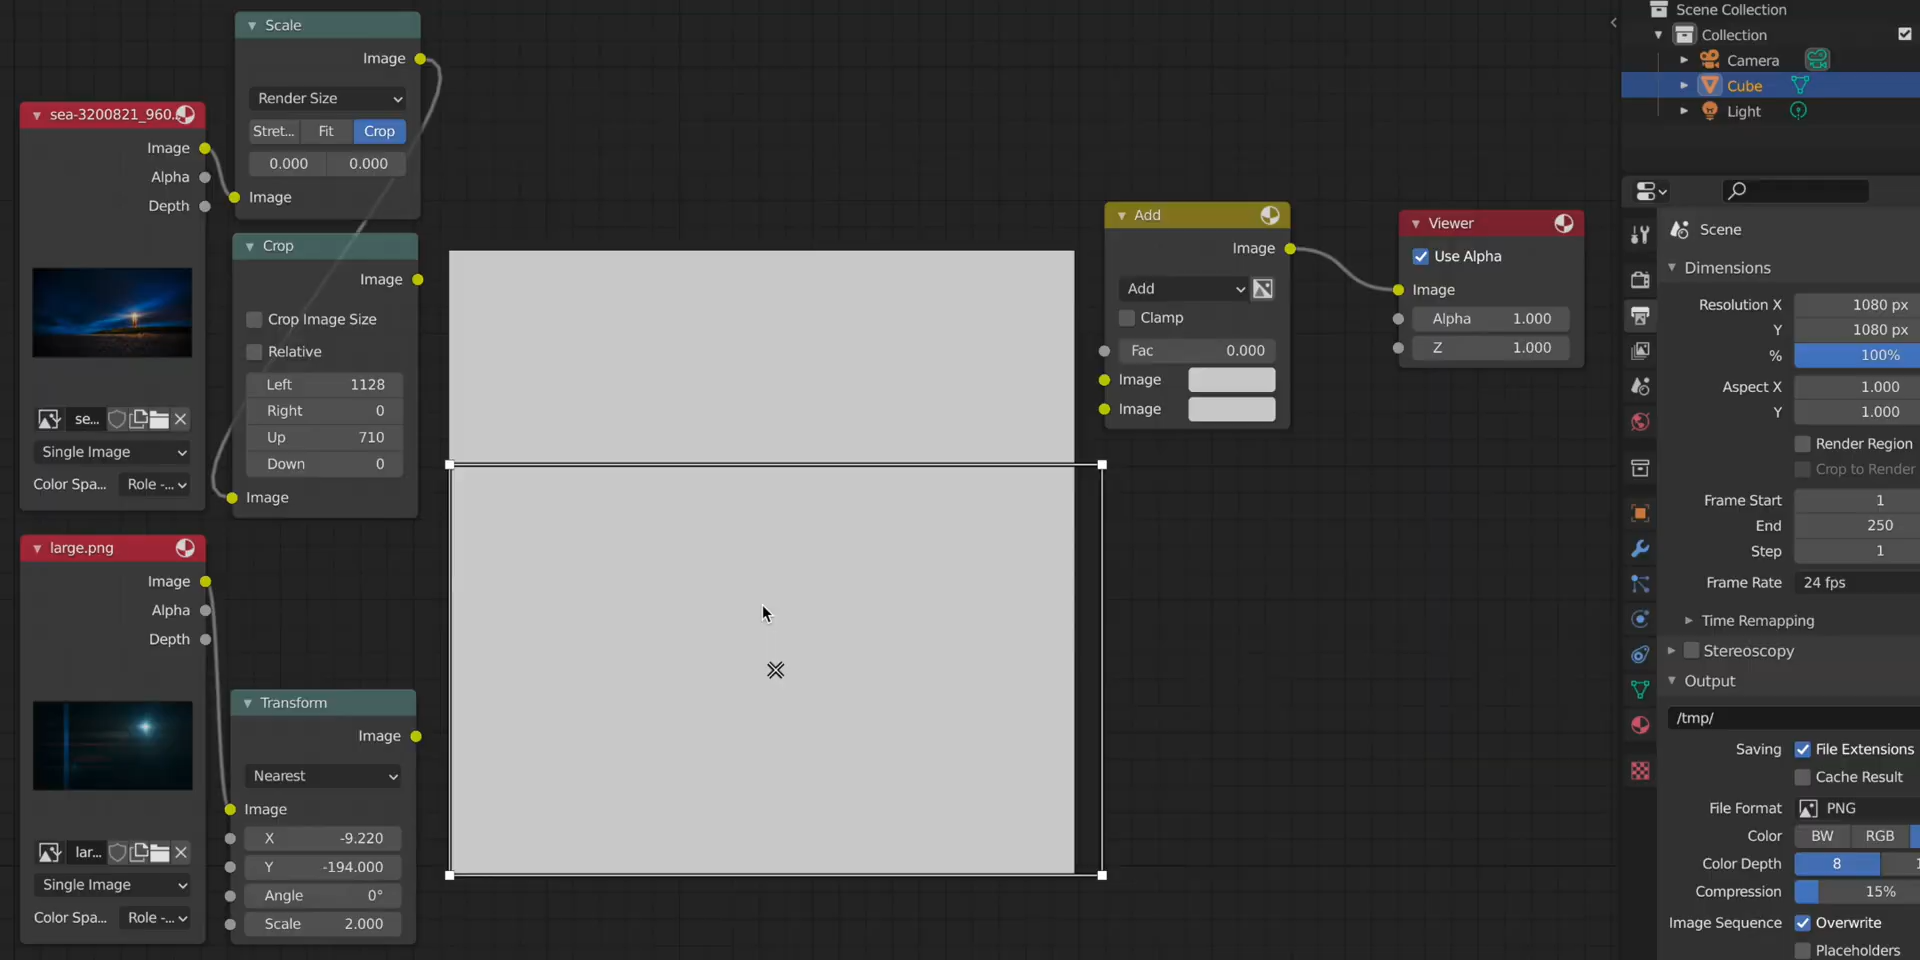 Scale
Image
Render Size
Stret... Fit Crop
0.000 0.000
Image
sea-3200821_960.
Image
Alpha
Depth
se...
Single Image
Color Spa... Role -...
Crop
Image
Crop Image Size
Relative
Left 1128
Right 0
Up 710
Down 0
Image
large.png
Image
Alpha
Depth
lar...
Single Image
Color Spa... Role -...
Transform
Image
Nearest
Image
X -9.220
Y -194.000
Angle 0°
Scale 2.000
Add
Image
Add
Clamp
Fac 0.000
Image
Image
Viewer
Use Alpha
Image
Alpha 1.000
Z 1.000
Scene Collection
Collection
Camera
Cube
Light
Scene
Dimensions
Resolution X 1080 px
Y 1080 px
% 100%
Aspect X 1.000
Y 1.000
Render Region
Crop to Render
Frame Start 1
End 250
Step 1
Frame Rate 24 fps
Time Remapping
Stereoscopy
Output
/tmp/
Saving File Extensions
Cache Result
File Format PNG
Color BW RGB
Color Depth 8 1
Compression 15%
Image Sequence Overwrite
Placeholders